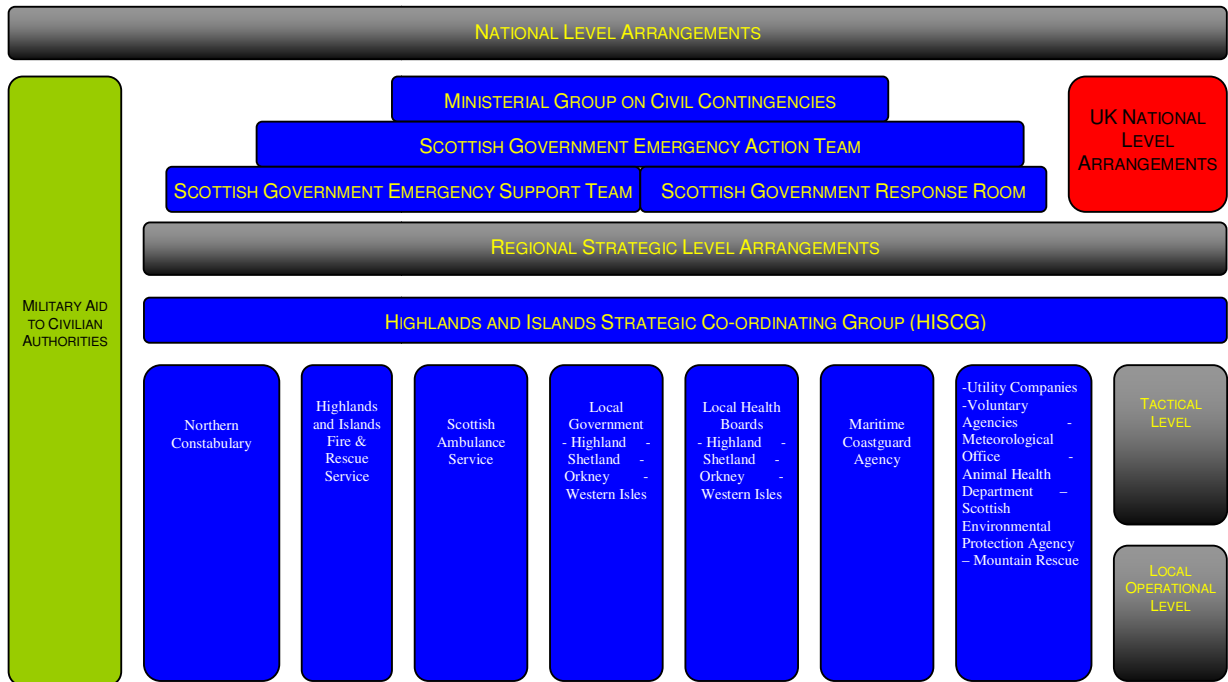 NATIONAL LEVEL ARRANGEMENTS
MINISTERIAL GROUP ON CIVIL CONTINGENCIES
UK NATIONAL
LEVEL
ARRANGEMENTS
SCOTTISH GOVERNMENT EMERGENCY ACTION TEAM
SCOTTISH GOVERNMENT EMERGENCY SUPPORT TEAM
SCOTTISH GOVERNMENT RESPONSE ROOM
REGIONAL STRATEGIC LEVEL ARRANGEMENTS
MILITARY AID
TO CIVILIAN
AUTHORITIES
HIGHLANDS AND ISLANDS STRATEGIC CO-ORDINATING GROUP (HISCG)
Northern
Constabulary
Highlands
and Islands
Fire &
Rescue
Service
Scottish
Ambulance
Service
Local
Government
- Highland -
Shetland -
Orkney -
Western Isles
Local Health
Boards
- Highland -
Shetland -
Orkney -
Western Isles
Maritime
Coastguard
Agency
-Utility Companies
-Voluntary
Agencies -
Meteorological
Office -
Animal Health
Department –
Scottish
Environmental
Protection Agency
– Mountain Rescue
TACTICAL
LEVEL
LOCAL
OPERATIONAL
LEVEL